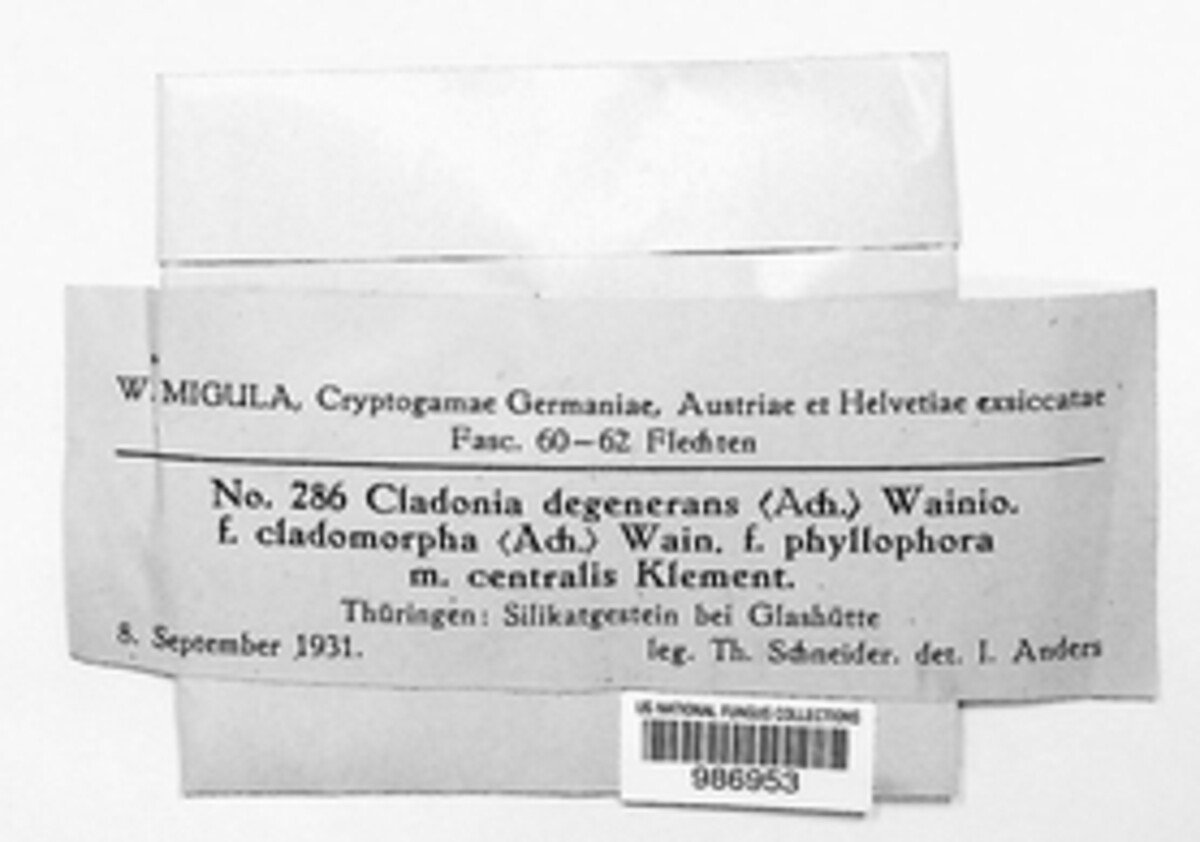 W. MIGULA, Cryptogamae Germaniae, Austriae et Helvetiae exsiccatae
Fasc. 60–62 Flechten
No. 286 Cladonia degenerans (Ach.) Wainio.
f. cladomorpha (Ach.) Wain. f. phyllophora
m. centralis Klement.
Thüringen: Silikatgestein bei Glashütte
8. September 1931.
leg. Th. Schneider. det. I. Anders
US NATIONAL FUNGUS COLLECTIONS
986953